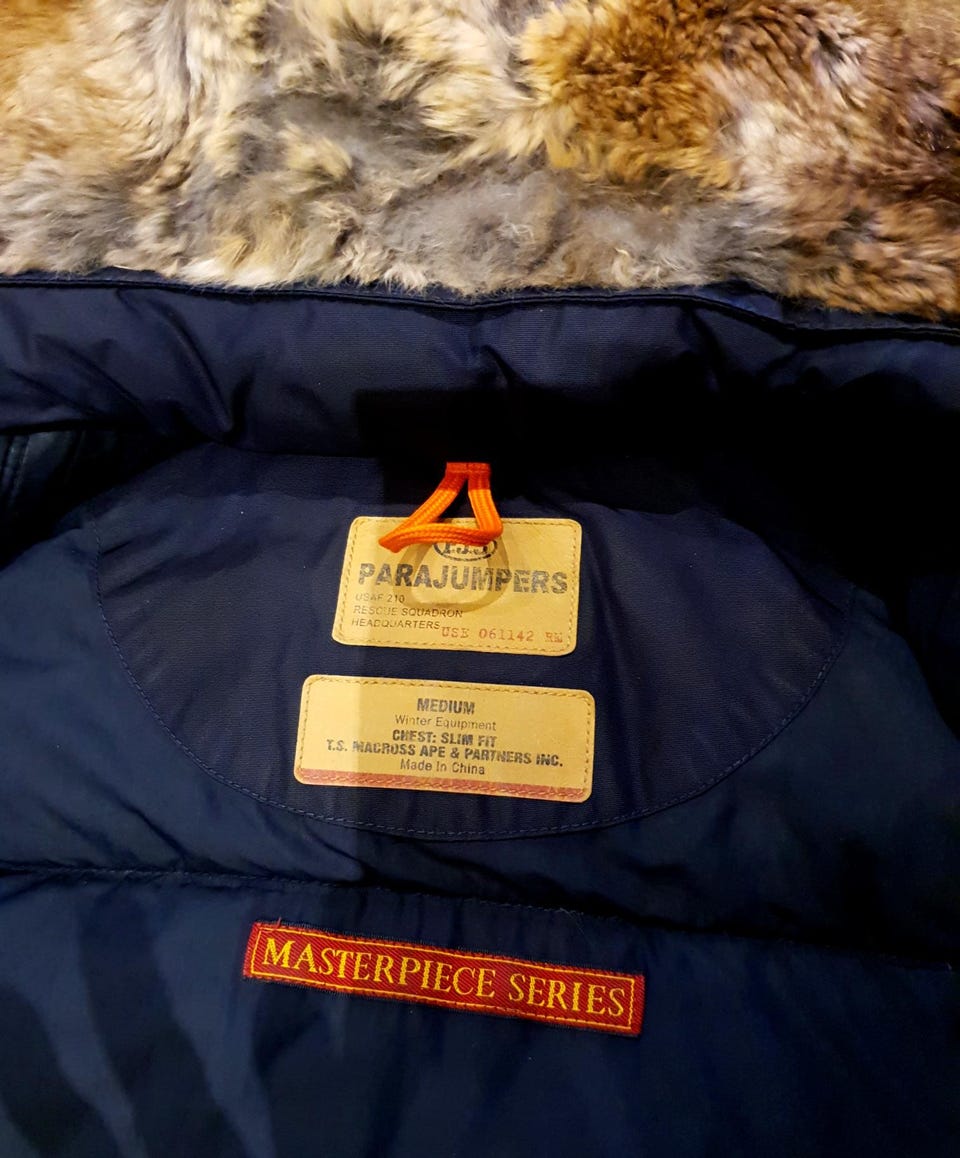 P.J.S
PARAJUMPERS
USAF 210
RESCUE SQUADRON
HEADQUARTERS USE 061142 RM
MEDIUM
Winter Equipment
CHEST: SLIM FIT
T.S. MACROSS APE & PARTNERS INC.
Made In China
MASTERPIECE SERIES